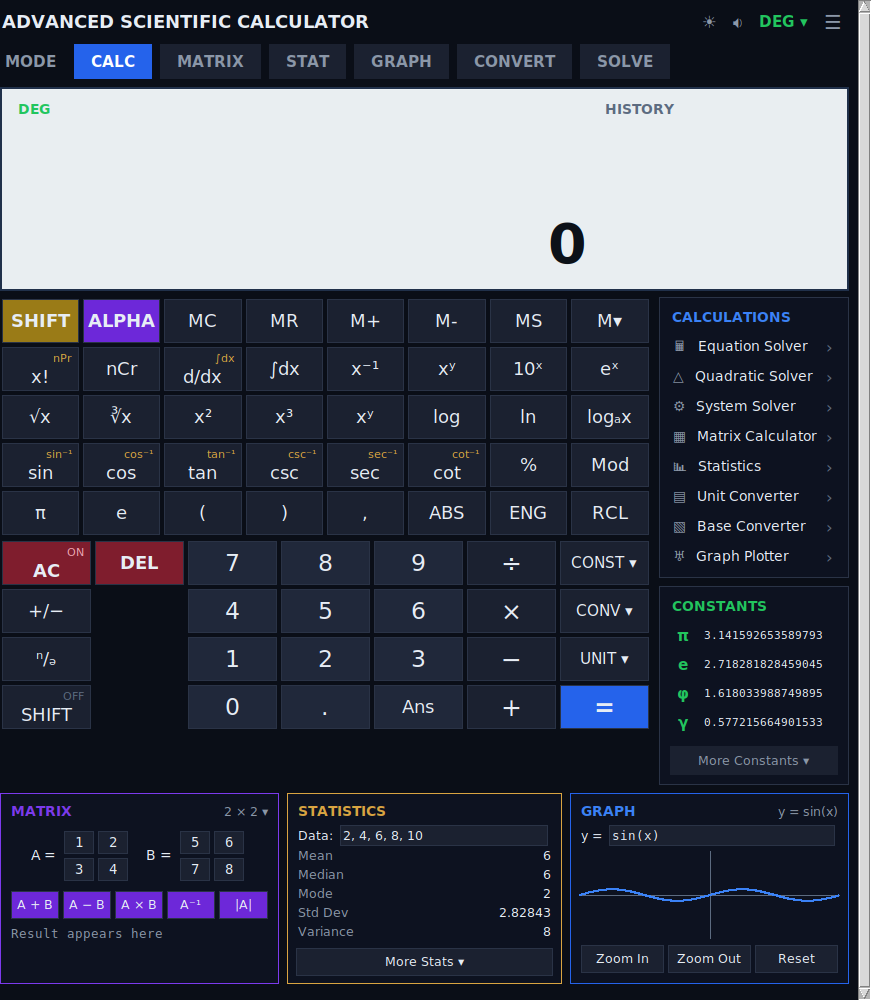 ADVANCED SCIENTIFIC CALCULATOR DEG ▾ ☰
MODE CALC MATRIX STAT GRAPH CONVERT SOLVE
DEG HISTORY
0
SHIFT ALPHA MC MR M+ M- MS M▾
nPr ∫dx
x! nCr d/dx ∫dx x⁻¹ xʸ 10ˣ eˣ
√x ∛x x² x³ xʸ log ln logₐx
sin⁻¹ cos⁻¹ tan⁻¹ csc⁻¹ sec⁻¹ cot⁻¹
sin cos tan csc sec cot % Mod
π e ( ) , ABS ENG RCL
ON
AC DEL 7 8 9 ÷ CONST ▾
+/− 4 5 6 × CONV ▾
ⁿ/ₔ 1 2 3 − UNIT ▾
OFF
SHIFT 0 . Ans + =
CALCULATIONS
Equation Solver ›
Quadratic Solver ›
System Solver ›
Matrix Calculator ›
Statistics ›
Unit Converter ›
Base Converter ›
Graph Plotter ›
CONSTANTS
π 3.141592653589793
e 2.718281828459045
φ 1.618033988749895
γ 0.577215664901533
More Constants ▾
MATRIX 2 × 2 ▾
A = 1 2 B = 5 6
3 4 7 8
A + B A − B A × B A⁻¹ |A|
Result appears here
STATISTICS
Data: 2, 4, 6, 8, 10
Mean 6
Median 6
Mode 2
Std Dev 2.82843
Variance 8
More Stats ▾
GRAPH y = sin(x)
y = sin(x)
Zoom In Zoom Out Reset